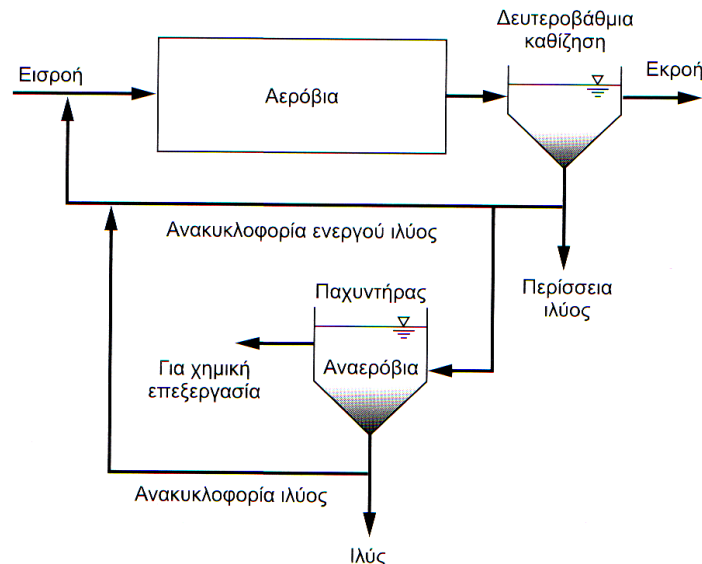 Δευτεροβάθμια
καθίζηση
Εισροή
Αερόβια
Εκροή
Ανακυκλοφορία ενεργού ιλύος
Περίσσεια
ιλύος
Παχυντήρας
Αναερόβια
Για χημική
επεξεργασία
Ανακυκλοφορία ιλύος
Ιλύς